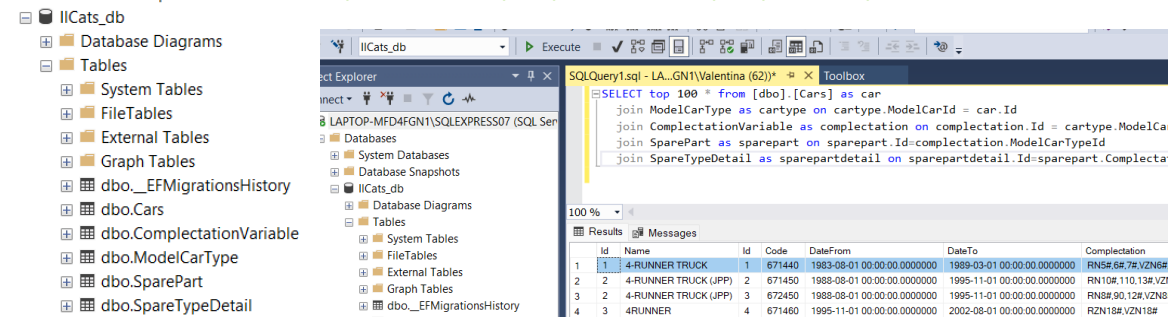 IlCats_db
Database Diagrams
Tables
System Tables
FileTables
External Tables
Graph Tables
dbo.__EFMigrationsHistory
dbo.Cars
dbo.ComplectationVariable
dbo.ModelCarType
dbo.SparePart
dbo.SpareTypeDetail
IlCats_db
Execute
ect Explorer
nnect
LAPTOP-MFD4FGN1\SQLEXPRESS07 (SQL Ser
Databases
System Databases
Database Snapshots
IlCats_db
Database Diagrams
Tables
System Tables
FileTables
External Tables
Graph Tables
dbo.__EFMigrationsHistory
SQLQuery1.sql - LA...GN1\Valentina (62))* Toolbox
SELECT top 100 * from [dbo].[Cars] as car
join ModelCarType as cartype on cartype.ModelCarId = car.Id
join ComplectationVariable as complectation on complectation.Id = cartype.ModelCar
join SparePart as sparepart on sparepart.Id=complectation.ModelCarTypeId
join SpareTypeDetail as sparepartdetail on sparepartdetail.Id=sparepart.Complectat
100 %
Results Messages
Id Name Id Code DateFrom DateTo Complectation
1 1 4-RUNNER TRUCK 1 671440 1983-08-01 00:00:00.0000000 1989-03-01 00:00:00.0000000 RN5#,6#,7#,VZN6#
2 2 4-RUNNER TRUCK (JPP) 2 671450 1988-08-01 00:00:00.0000000 1995-11-01 00:00:00.0000000 RN10#,110,13#,VZN
3 2 4-RUNNER TRUCK (JPP) 3 672450 1988-08-01 00:00:00.0000000 1995-11-01 00:00:00.0000000 RN8#,90,12#,VZN8
4 3 4RUNNER 4 671460 1995-11-01 00:00:00.0000000 2002-08-01 00:00:00.0000000 RZN18#,VZN18#